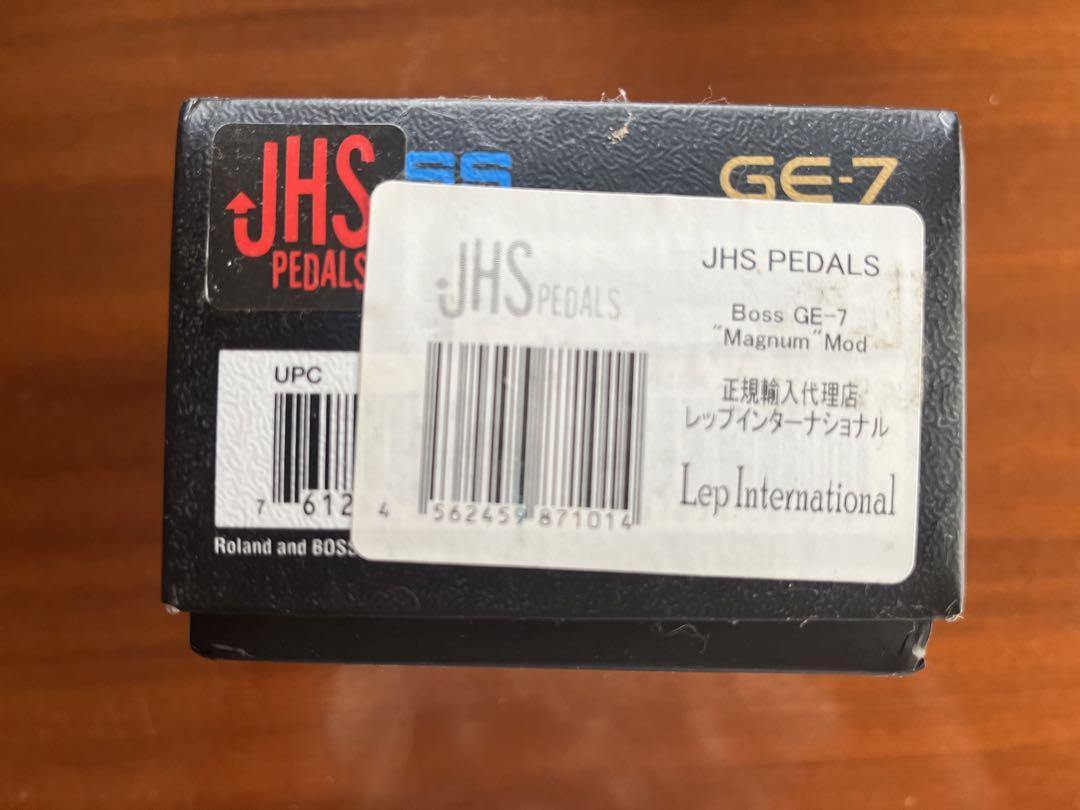 JHS
PEDALS
SS
GE-7
JHS PEDALS
JHS PEDALS
Boss GE-7
"Magnum" Mod
正規輸入代理店
レップインターナショナル
Lep International
4 562459 871014
UPC
7 612
Roland and BOSS